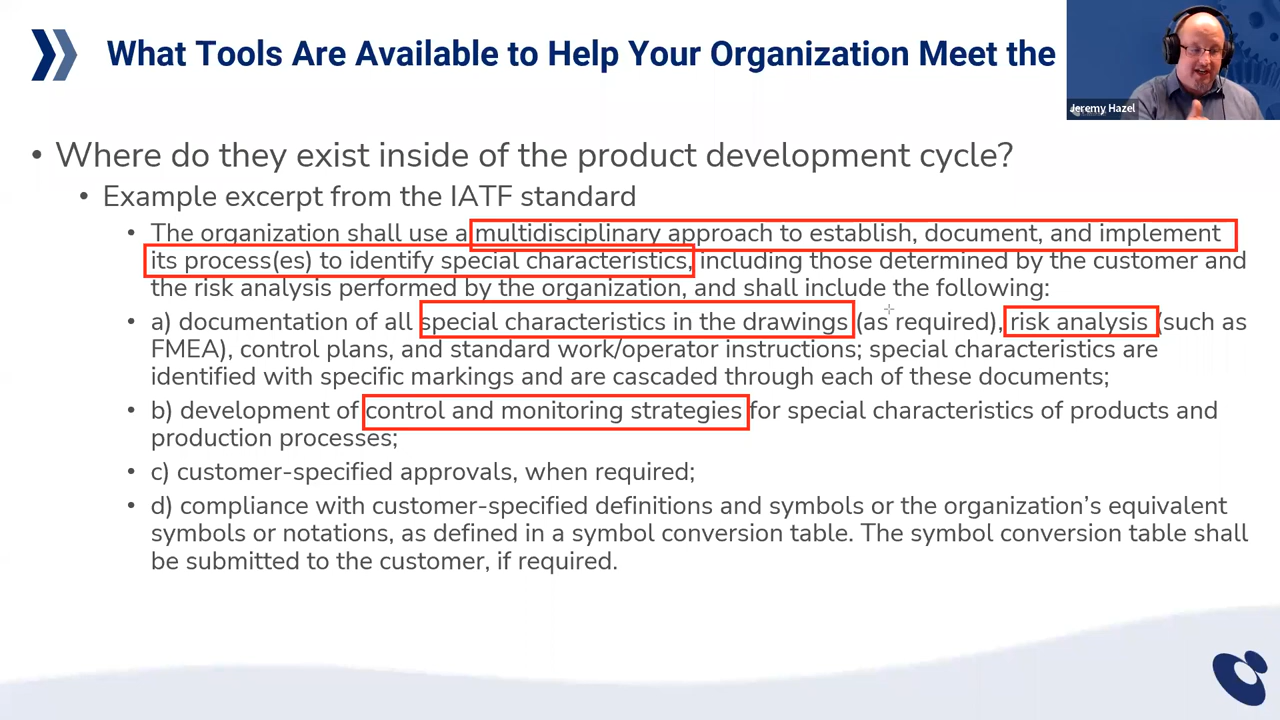 What Tools Are Available to Help Your Organization Meet the
Jeremy Hazel
• Where do they exist inside of the product development cycle?
• Example excerpt from the IATF standard
• The organization shall use a multidisciplinary approach to establish, document, and implement
its process(es) to identify special characteristics, including those determined by the customer and
the risk analysis performed by the organization, and shall include the following:
• a) documentation of all special characteristics in the drawings (as required), risk analysis (such as
FMEA), control plans, and standard work/operator instructions; special characteristics are
identified with specific markings and are cascaded through each of these documents;
• b) development of control and monitoring strategies for special characteristics of products and
production processes;
• c) customer-specified approvals, when required;
• d) compliance with customer-specified definitions and symbols or the organization’s equivalent
symbols or notations, as defined in a symbol conversion table. The symbol conversion table shall
be submitted to the customer, if required.